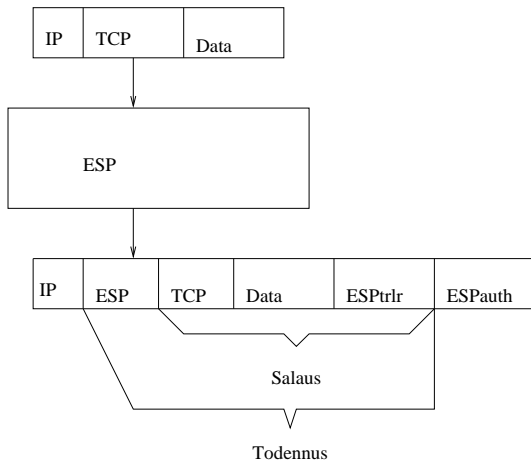 IP TCP Data
ESP
IP ESP TCP Data ESPtrlr ESPauth
Salaus
Todennus